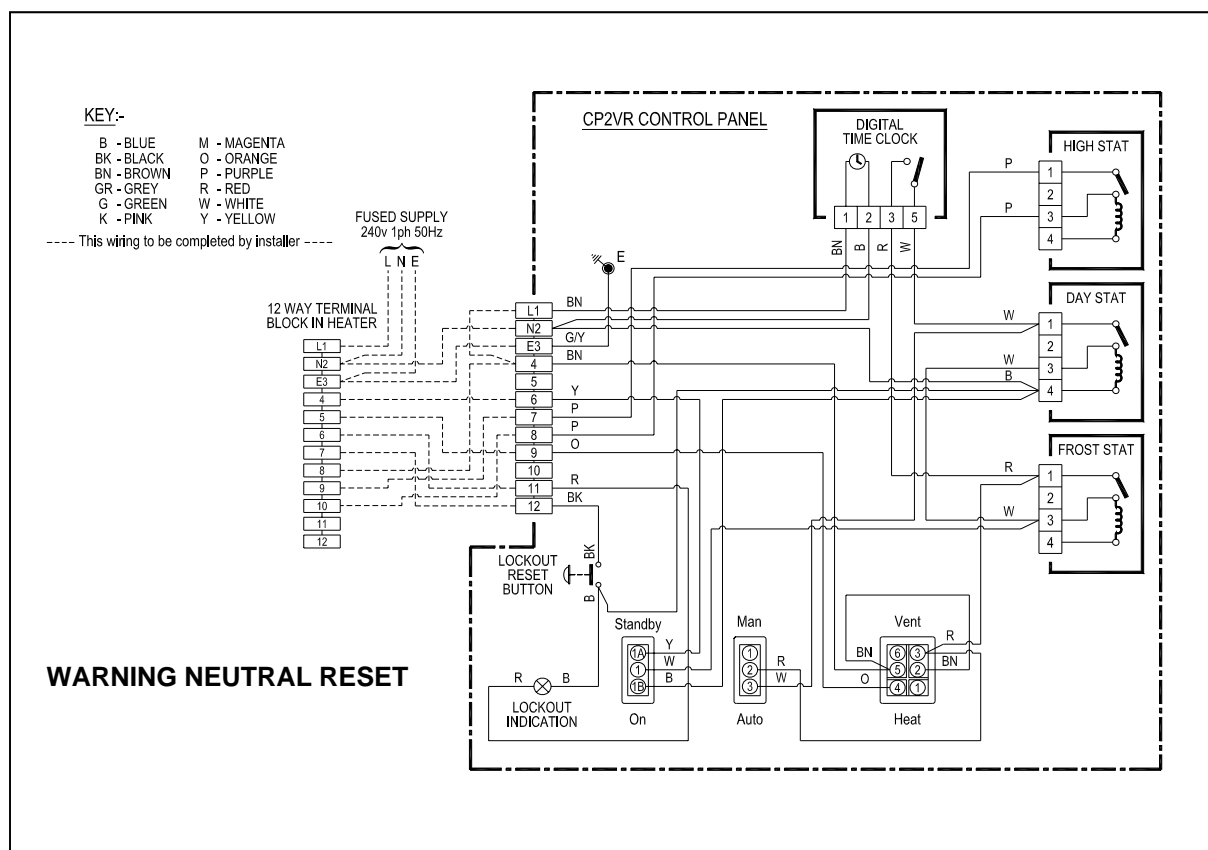 KEY:-
B - BLUE M - MAGENTA
BK - BLACK O - ORANGE
BN - BROWN P - PURPLE
GR - GREY R - RED
G - GREEN W - WHITE
K - PINK Y - YELLOW
---- This wiring to be completed by installer ----
FUSED SUPPLY
240v 1ph 50Hz
L N E
12 WAY TERMINAL
BLOCK IN HEATER
L1
N2
E3
4
5
6
7
8
9
10
11
12
CP2VR CONTROL PANEL
E
L1
N2
E3
4
5
6
7
8
9
10
11
12
BN
G/Y
BN
Y
P
P
O
R
BK
DIGITAL
TIME CLOCK
1 2 3 5
BN B R W
HIGH STAT
P
P
1
2
3
4
DAY STAT
W
W
B
1
2
3
4
FROST STAT
R
W
1
2
3
4
LOCKOUT
RESET
BUTTON
BK
B
R B
LOCKOUT
INDICATION
Standby
1A Y
1 W
1B B
On
Man
1
2 R
3 W
Auto
Vent
6 3 R
BN 5 2 BN
O 4 1
Heat
WARNING NEUTRAL RESET